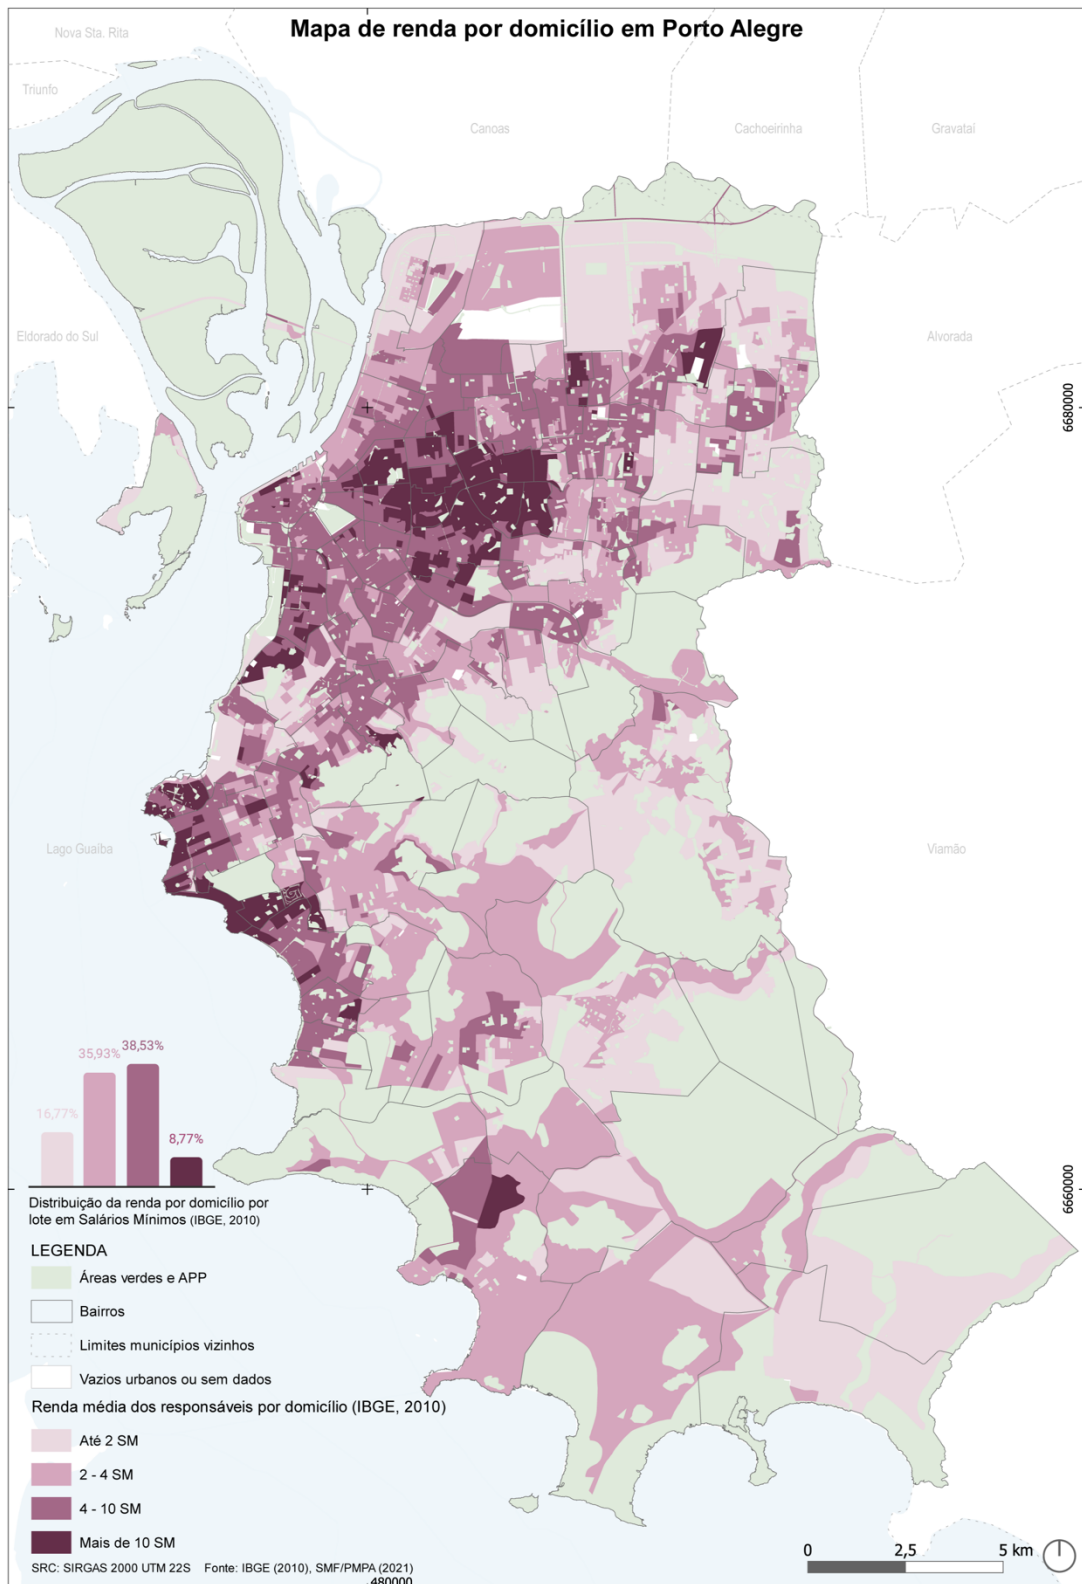 Mapa de renda por domicílio em Porto Alegre
Nova Sta. Rita
Triunfo
Canoas
Cachoeirinha
Gravataí
Eldorado do Sul
Alvorada
6680000
Lago Guaíba
Viamão
38,53%
35,93%
16,77%
8,77%
6660000
Distribuição da renda por domicílio por
lote em Salários Mínimos (IBGE, 2010)
LEGENDA
Áreas verdes e APP
Bairros
Limites municípios vizinhos
Vazios urbanos ou sem dados
Renda média dos responsáveis por domicílio (IBGE, 2010)
Até 2 SM
2 - 4 SM
4 - 10 SM
Mais de 10 SM
0 2,5 5 km
SRC: SIRGAS 2000 UTM 22S Fonte: IBGE (2010), SMF/PMPA (2021)
480000